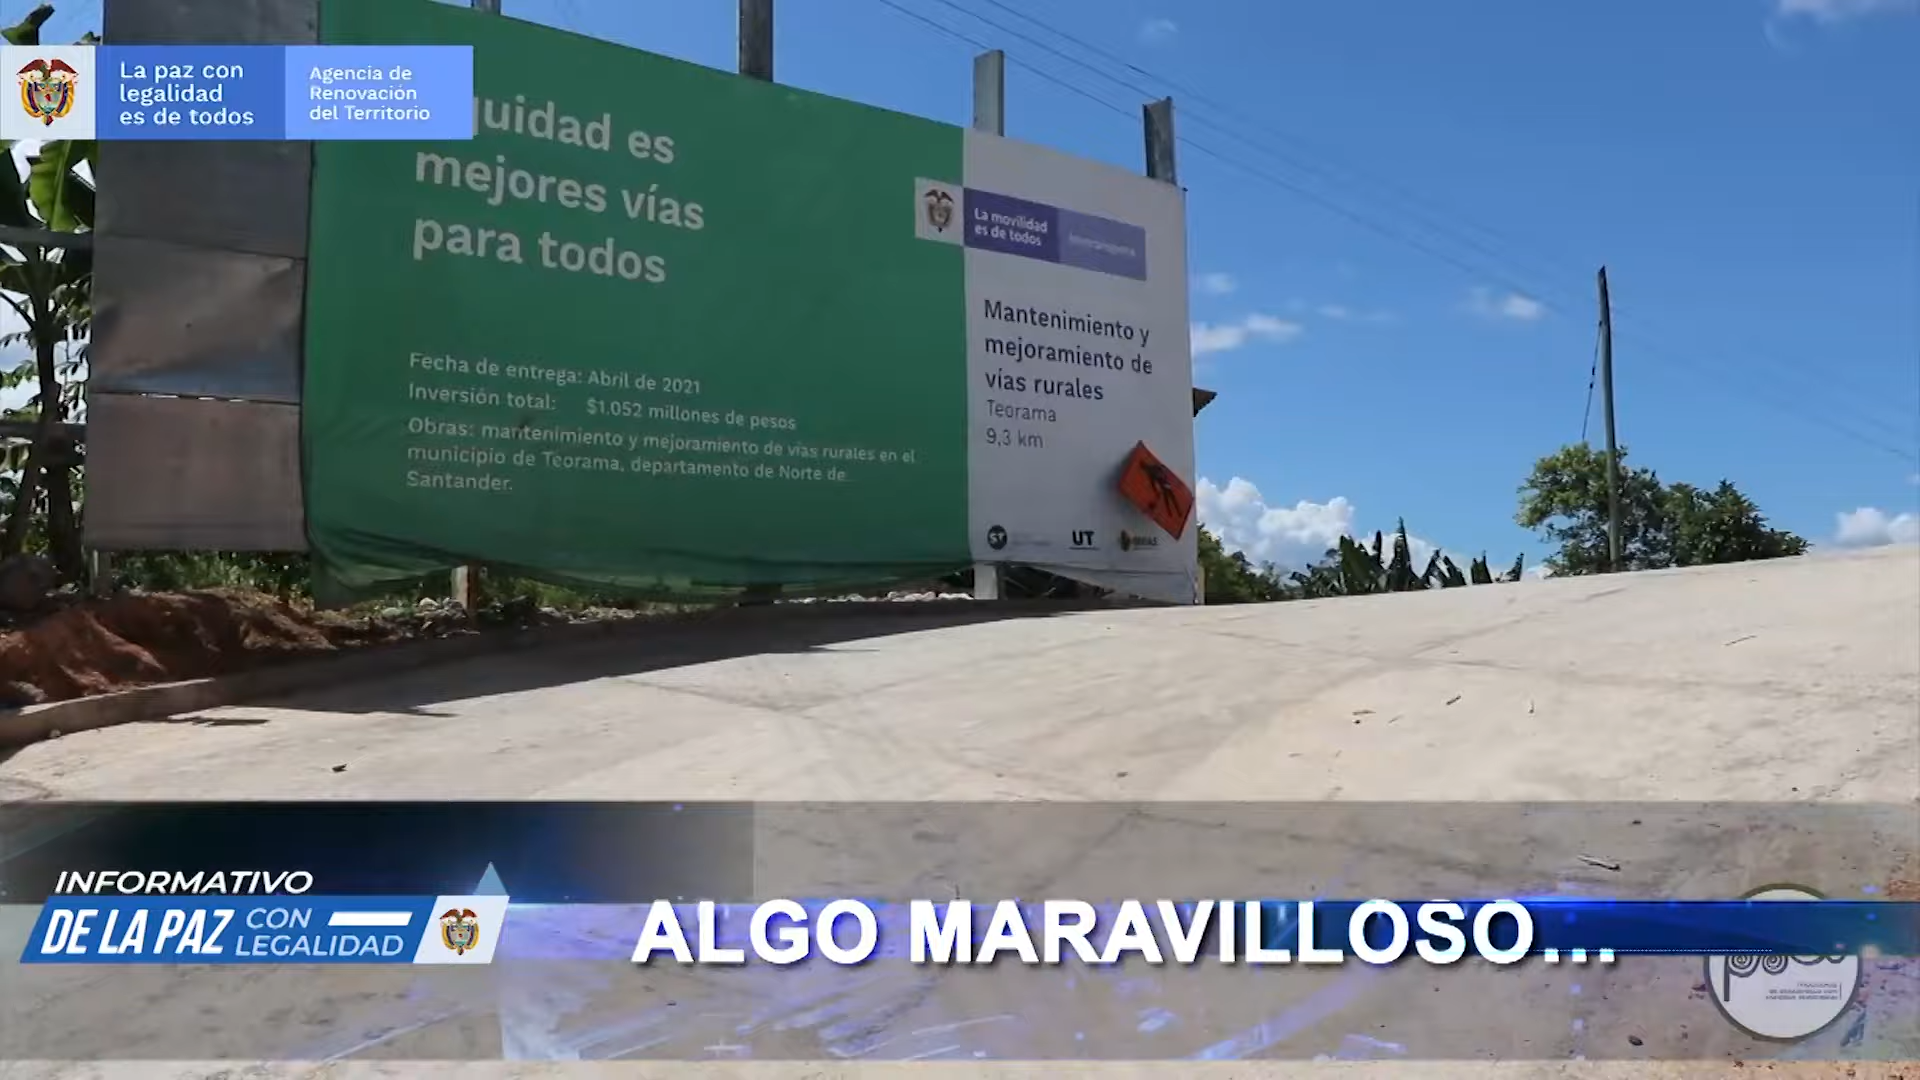 La paz con
legalidad
es de todos
Agencia de
Renovación
del Territorio
quidad es
mejores vías
para todos
La movilidad
es de todos
Fecha de entrega: Abril de 2021
Inversión total: $1.052 millones de pesos
Obras: mantenimiento y mejoramiento de vías rurales en el
municipio de Teorama, departamento de Norte de
Santander.
Mantenimiento y
mejoramiento de
vías rurales
Teorama
9,3 km
UT
INFORMATIVO
DE LA PAZ CON
LEGALIDAD
ALGO MARAVILLOSO...